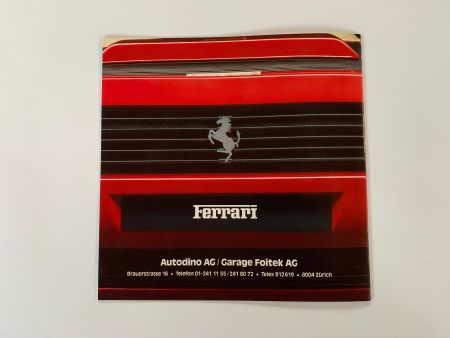 Ferrari
Autodino AG/Garage Foitek AG
Brauerstrasse 16 • Telefon 01-241 11 55/241 80 72 • Telex 812619 • 8004 Zürich